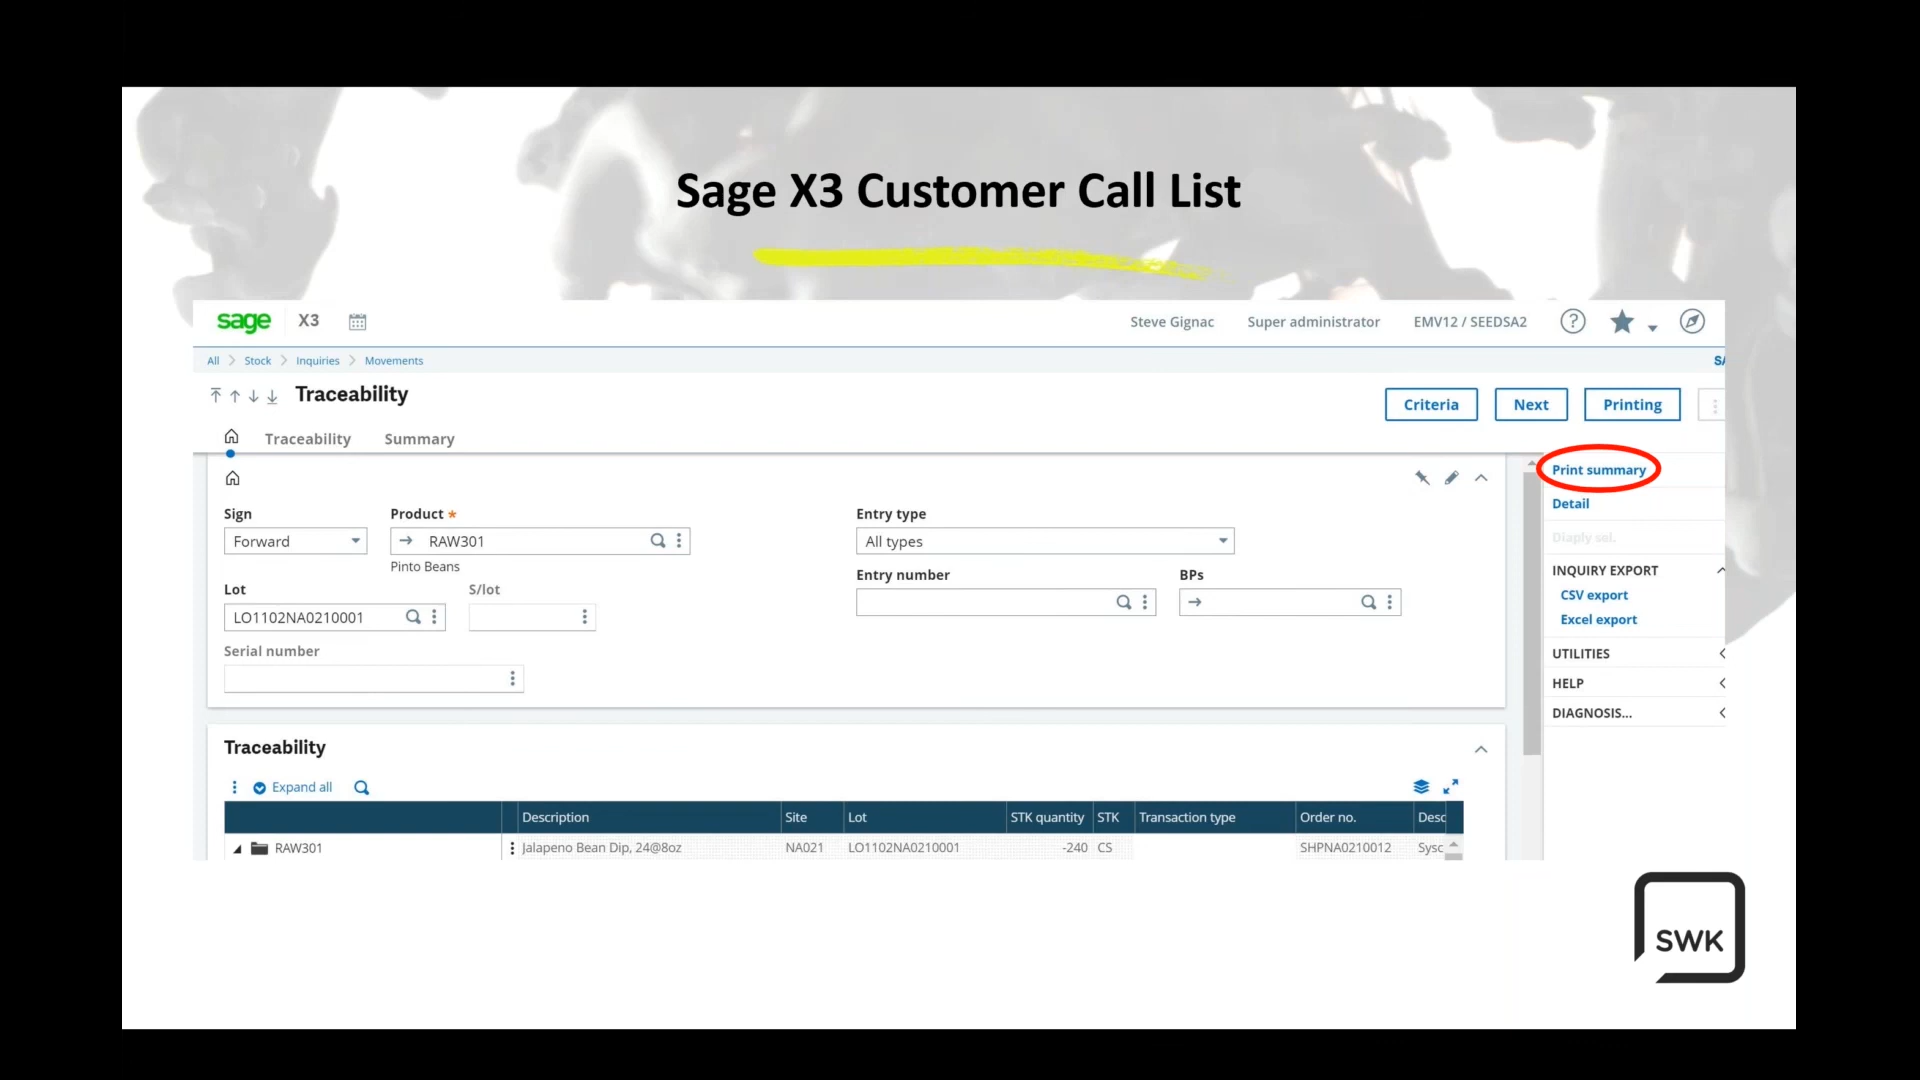 Sage X3 Customer Call List
sage X3 Steve Gignac Super administrator EMV12 / SEEDSA2
All Stock Inquiries Movements
Traceability
Criteria Next Printing
Traceability Summary
Print summary
Detail
Diaply sel.
INQUIRY EXPORT
CSV export
Excel export
UTILITIES
HELP
DIAGNOSIS...
Sign Product * Entry type
Forward RAW301 All types
Pinto Beans
Entry number BPs
Lot S/lot
LO1102NA0210001
Serial number
Traceability
Expand all
Description Site Lot STK quantity STK Transaction type Order no. Desc
RAW301 Jalapeno Bean Dip, 24@8oz NA021 LO1102NA0210001 -240 CS SHPNA0210012 Sysc
SWK